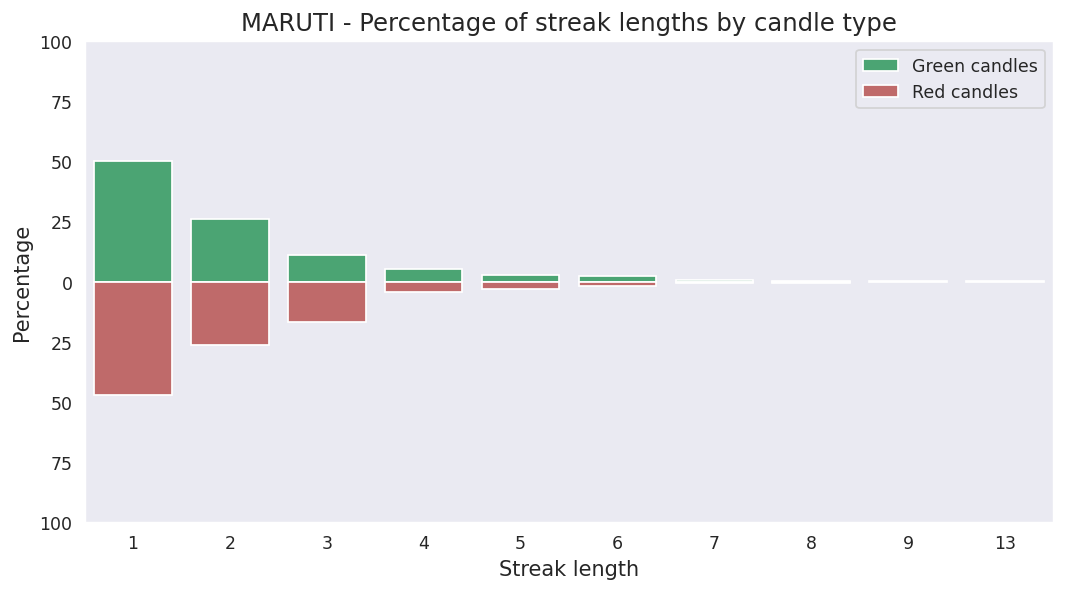 MARUTI - Percentage of streak lengths by candle type
Green candles
Red candles
Percentage
100
75
50
25
0
25
50
75
100
1 2 3 4 5 6 7 8 9 13
Streak length